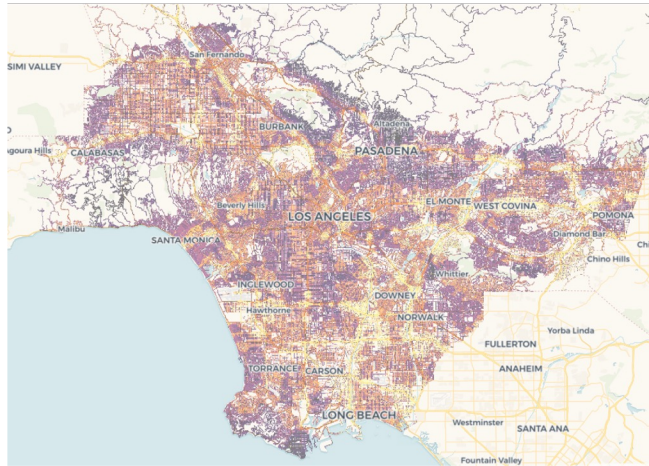 San Fernando
SIMI VALLEY
BURBANK
Altadena
PASADENA
agoura Hills
CALABASAS
EL MONTE
WEST COVINA
Beverly Hills
LOS ANGELES
POMONA
Malibu
SANTA MONICA
Diamond Bar
Chino Hills
Whittier
INGLEWOOD
DOWNEY
Hawthorne
NORWALK
Yorba Linda
FULLERTON
TORRANCE
CARSON
ANAHEIM
LONG BEACH
Westminster
SANTA ANA
Fountain Valley